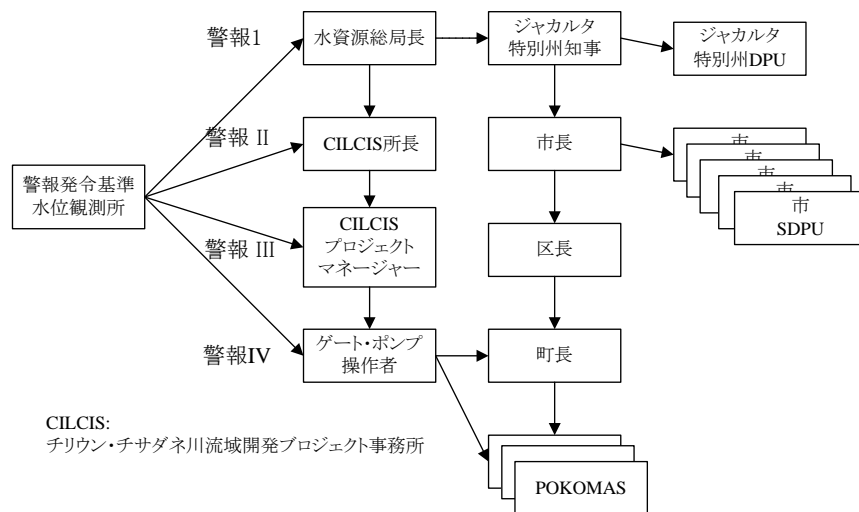 警報1
水資源総局長
ジャカルタ
特別州知事
ジャカルタ
特別州DPU
警報 II
CILCIS所長
市長
市
市
市
市
市
SDPU
警報発令基準
水位観測所
警報 III
CILCIS
プロジェクト
マネージャー
区長
警報IV
ゲート・ポンプ
操作者
町長
CILCIS:
チリウン・チサダネ川流域開発プロジェクト事務所
POKOMAS